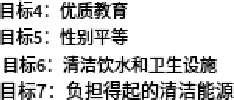 目标4：优质教育
目标5：性别平等
目标6：清洁饮水和卫生设施
目标7：负担得起的清洁能源